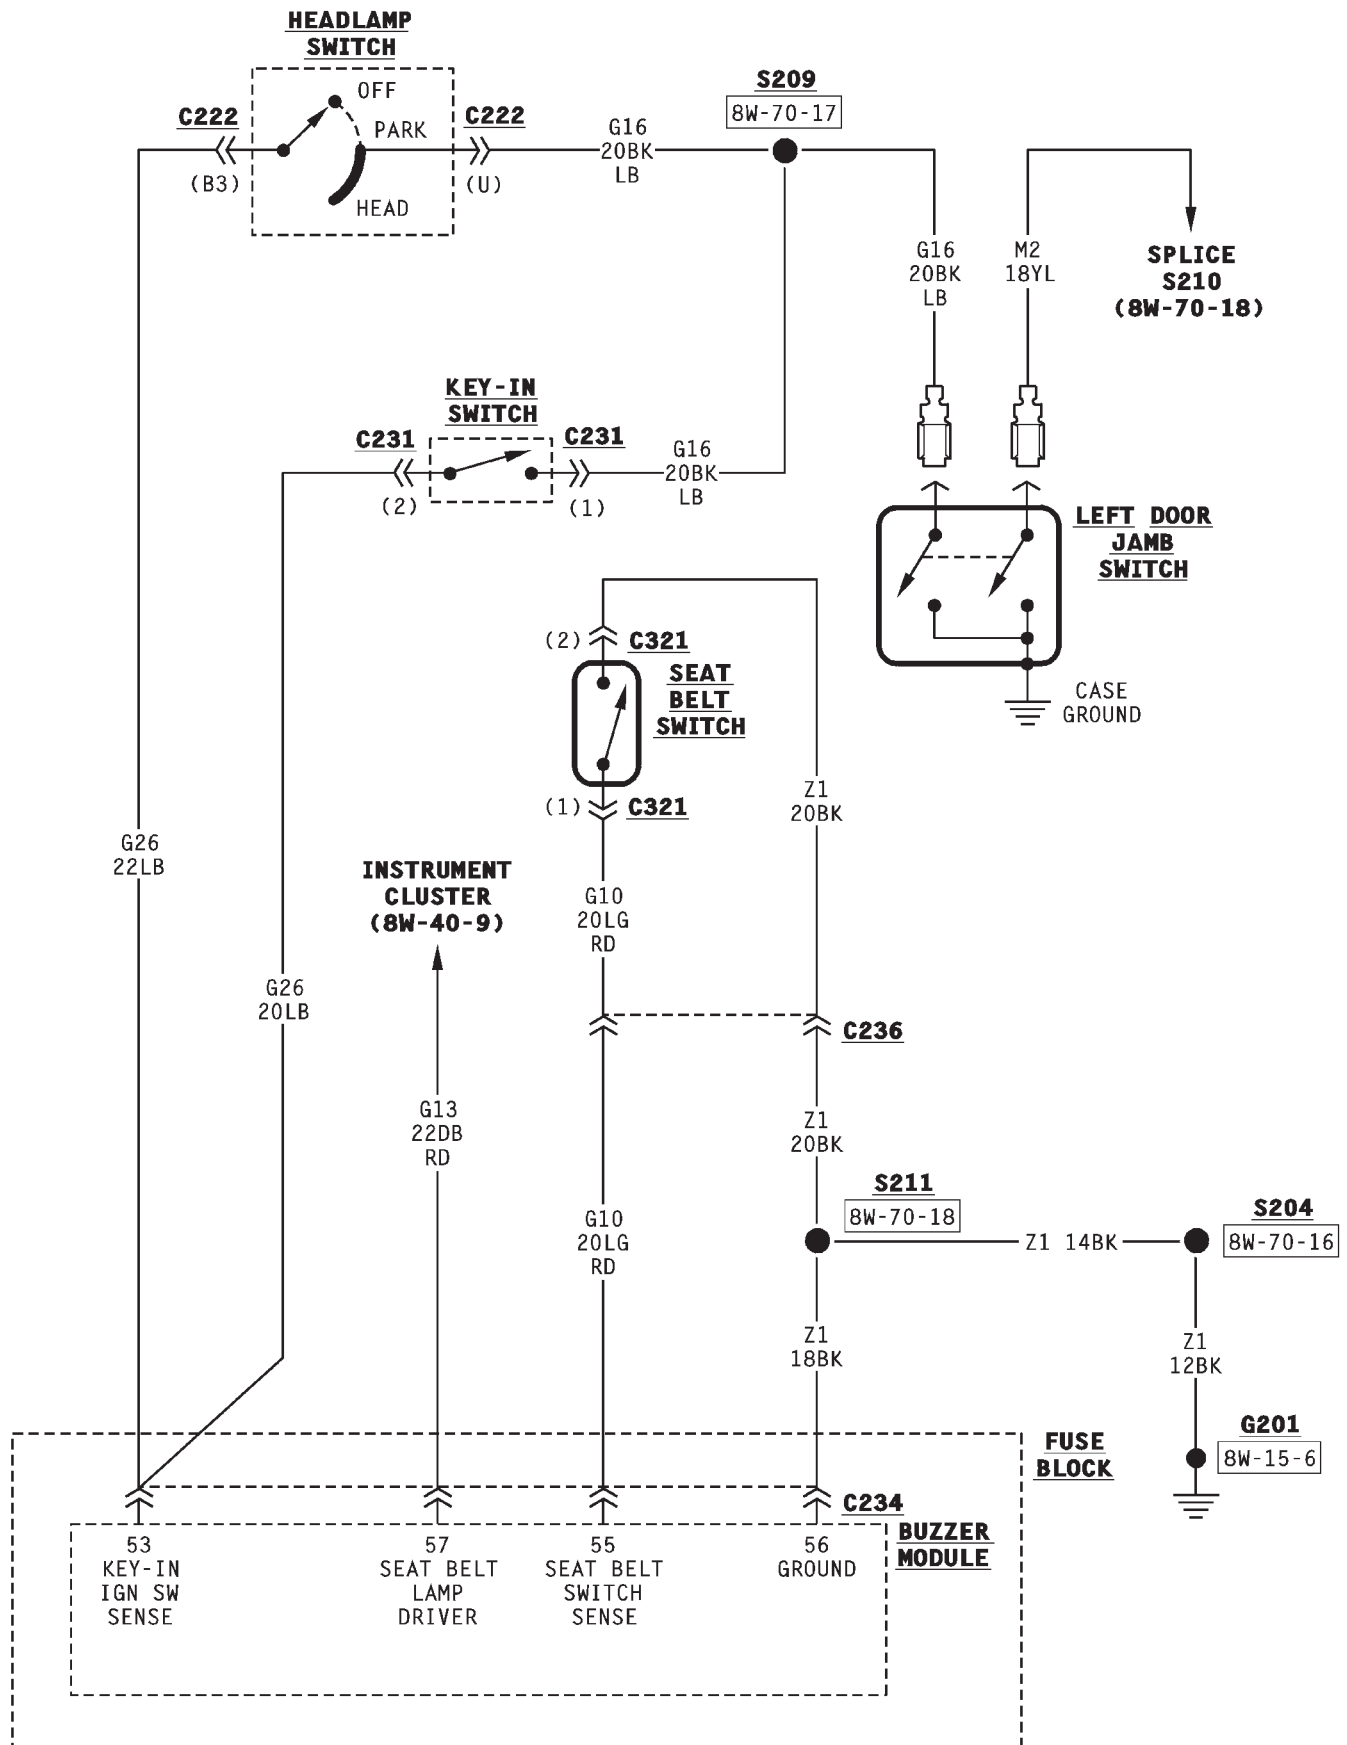 HEADLAMP
SWITCH
OFF
PARK
HEAD
C222
(B3)
C222
(U)
G16
20BK
LB
S209
8W-70-17
G16
20BK
LB
M2
18YL
SPLICE
S210
(8W-70-18)
KEY-IN
SWITCH
C231
(2)
C231
(1)
G16
20BK
LB
LEFT DOOR
JAMB
SWITCH
CASE
GROUND
(2)
C321
SEAT
BELT
SWITCH
(1)
C321
Z1
20BK
G26
22LB
INSTRUMENT
CLUSTER
(8W-40-9)
G10
20LG
RD
G26
20LB
C236
G13
22DB
RD
Z1
20BK
S211
8W-70-18
S204
8W-70-16
G10
20LG
RD
Z1 14BK
Z1
18BK
Z1
12BK
G201
8W-15-6
FUSE
BLOCK
C234
BUZZER
MODULE
53
KEY-IN
IGN SW
SENSE
57
SEAT BELT
LAMP
DRIVER
55
SEAT BELT
SWITCH
SENSE
56
GROUND